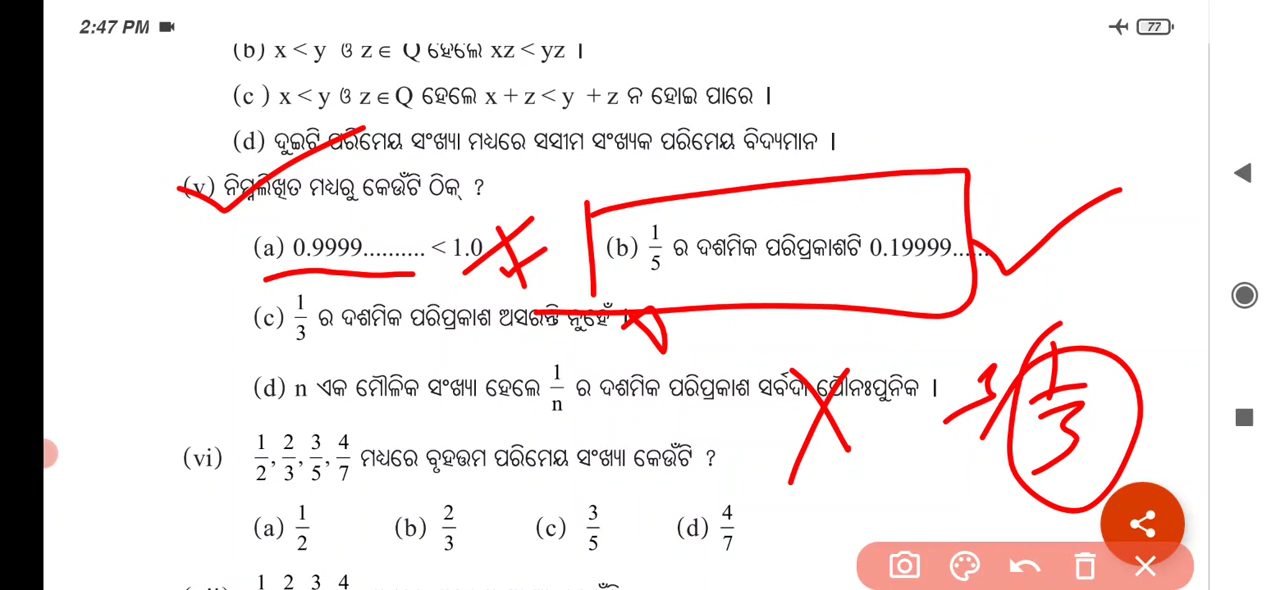 2:47 PM 77
(b) x < y ଓ z ∈ Q ହେଲେ xz < yz ।
(c) x < y ଓ z ∈ Q ହେଲେ x + z < y + z ନ ହୋଇ ପାରେ ।
(d) ଦୁଇଟି ପରିମେୟ ସଂଖ୍ୟା ମଧ୍ୟରେ ସସୀମ ସଂଖ୍ୟକ ପରିମେୟ ବିଦ୍ୟମାନ ।
(v) ନିମ୍ନଲିଖିତ ମଧ୍ୟରୁ କେଉଁଟି ଠିକ୍ ?
(a) 0.9999.......... < 1.0 (b) 1/5 ର ଦଶମିକ ପରିପ୍ରକାଶଟି 0.19999......
(c) 1/3 ର ଦଶମିକ ପରିପ୍ରକାଶ ଅସରନ୍ତି ନୁହେଁ ।
(d) n ଏକ ମୌଳିକ ସଂଖ୍ୟା ହେଲେ 1/n ର ଦଶମିକ ପରିପ୍ରକାଶ ସର୍ବଦା ପୌନଃପୁନିକ ।
(vi) 1/2, 2/3, 3/5, 4/7 ମଧ୍ୟରେ ବୃହତ୍ତମ ପରିମେୟ ସଂଖ୍ୟା କେଉଁଟି ?
(a) 1/2 (b) 2/3 (c) 3/5 (d) 4/7
1 2 3 4